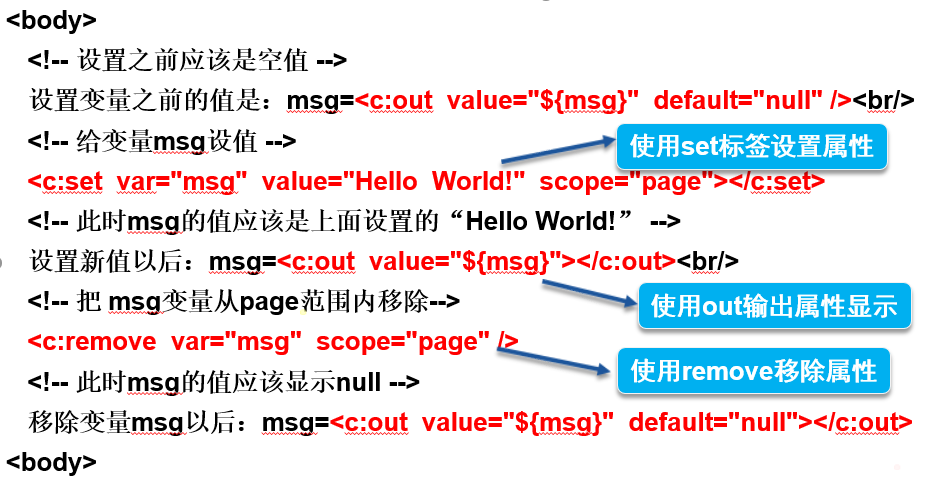 <body>
<!-- 设置之前应该是空值 -->
设置变量之前的值是：msg=<c:out value="${msg}" default="null" /><br/>
<!-- 给变量msg设值 -->
使用set标签设置属性
<c:set var="msg" value="Hello World!" scope="page"></c:set>
<!-- 此时msg的值应该是上面设置的“Hello World!” -->
设置新值以后：msg=<c:out value="${msg}"></c:out><br/>
<!-- 把 msg变量从page范围内移除-->
使用out输出属性显示
<c:remove var="msg" scope="page" />
使用remove移除属性
<!-- 此时msg的值应该显示null -->
移除变量msg以后：msg=<c:out value="${msg}" default="null"></c:out>
<body>